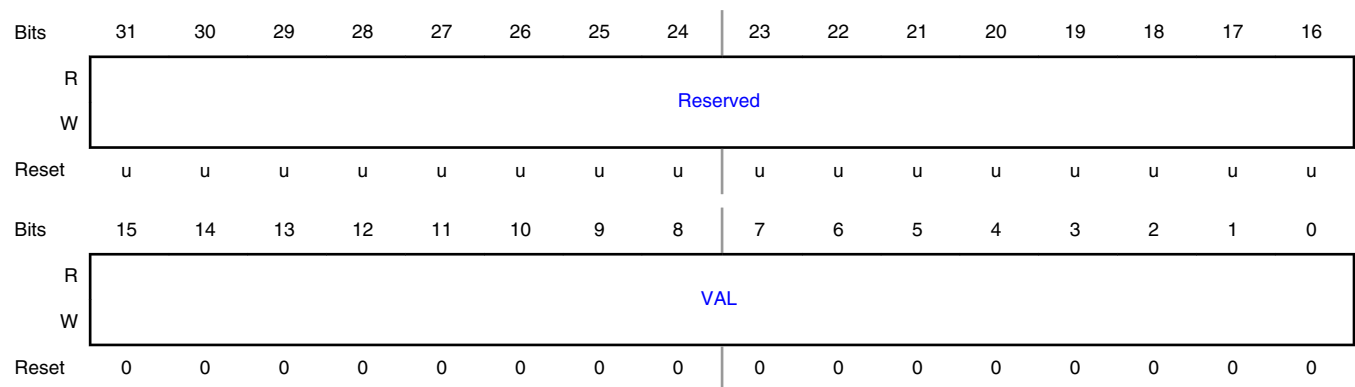 Bits 31 30 29 28 27 26 25 24 23 22 21 20 19 18 17 16
R
Reserved
W
Reset u u u u u u u u u u u u u u u u
Bits 15 14 13 12 11 10 9 8 7 6 5 4 3 2 1 0
R
VAL
W
Reset 0 0 0 0 0 0 0 0 0 0 0 0 0 0 0 0